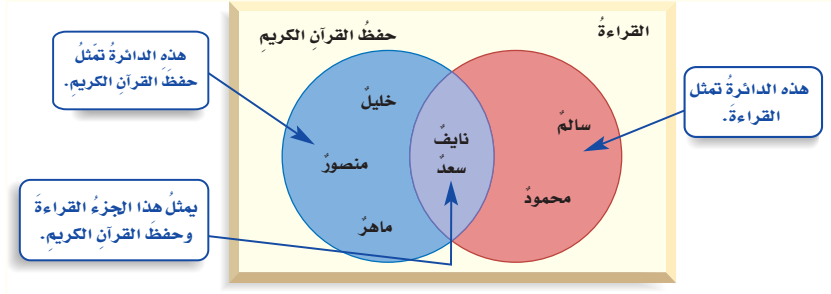 القراءةُ
حفظُ القرآنِ الكريمِ
هذه الدائرةُ تمثل
القراءةَ.
سالمٌ
محمودٌ
نايفٌ
سعدٌ
خليلٌ
منصورٌ
ماهرٌ
هذهِ الدائرةُ تمّثلُ
حفظَ القرآنِ الكريمِ.
يمثلُ هذا الجزءُ القراءةَ
وحفظَ القرآنِ الكريمِ.